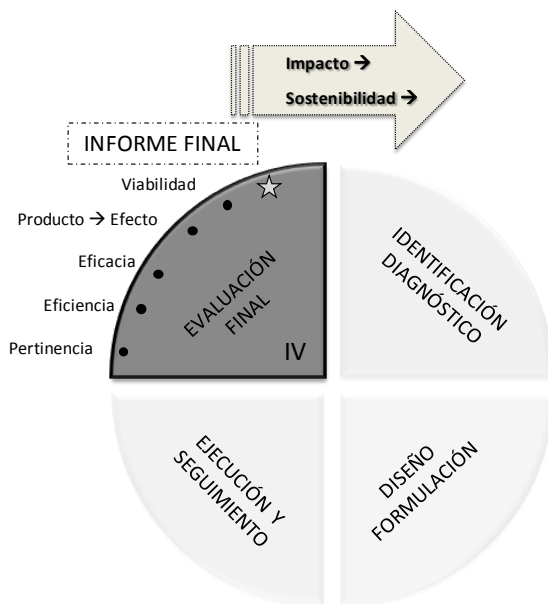 Impacto →
Sostenibilidad →
INFORME FINAL
Viabilidad
Producto → Efecto
Eficacia
Eficiencia
Pertinencia
EVALUACIÓN
FINAL
IV
IDENTIFICACIÓN
DIAGNÓSTICO
EJECUCIÓN Y
SEGUIMIENTO
DISEÑO
FORMULACIÓN